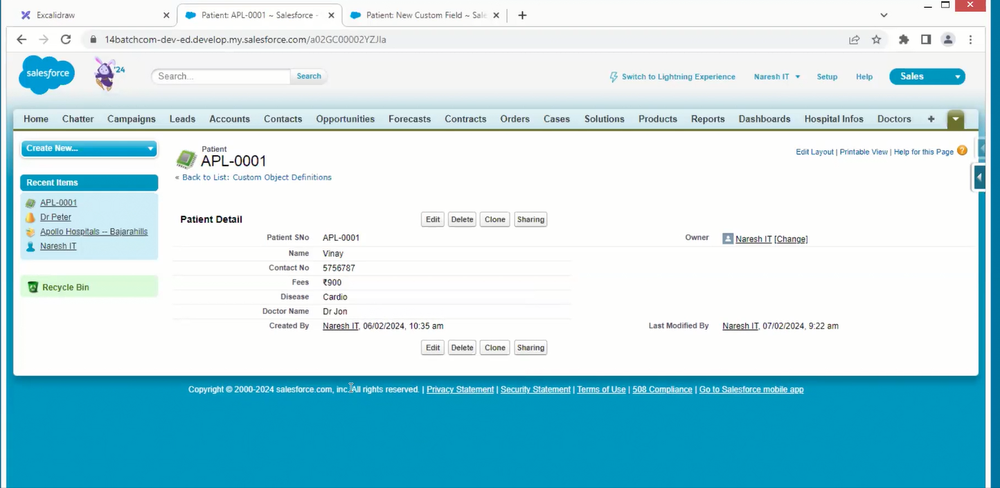 Excalidraw
Patient: APL-0001 ~ Salesforce -
Patient: New Custom Field ~ Sale
14batchcom-dev-ed.develop.my.salesforce.com/a02GC00002YZJIa
salesforce
'24
Search...
Search
Switch to Lightning Experience
Naresh IT
Setup
Help
Sales
Home Chatter Campaigns Leads Accounts Contacts Opportunities Forecasts Contracts Orders Cases Solutions Products Reports Dashboards Hospital Infos Doctors +
Create New...
Recent Items
APL-0001
Dr Peter
Apollo Hospitals -- Bajarahills
Naresh IT
Recycle Bin
Patient
APL-0001
« Back to List: Custom Object Definitions
Edit Layout | Printable View | Help for this Page ?
Patient Detail
Edit Delete Clone Sharing
Patient SNo APL-0001
Owner Naresh IT [Change]
Name Vinay
Contact No 5756787
Fees ₹900
Disease Cardio
Doctor Name Dr Jon
Created By Naresh IT, 06/02/2024, 10:35 am
Last Modified By Naresh IT, 07/02/2024, 9:22 am
Edit Delete Clone Sharing
Copyright © 2000-2024 salesforce.com, inc. All rights reserved. | Privacy Statement | Security Statement | Terms of Use | 508 Compliance | Go to Salesforce mobile app